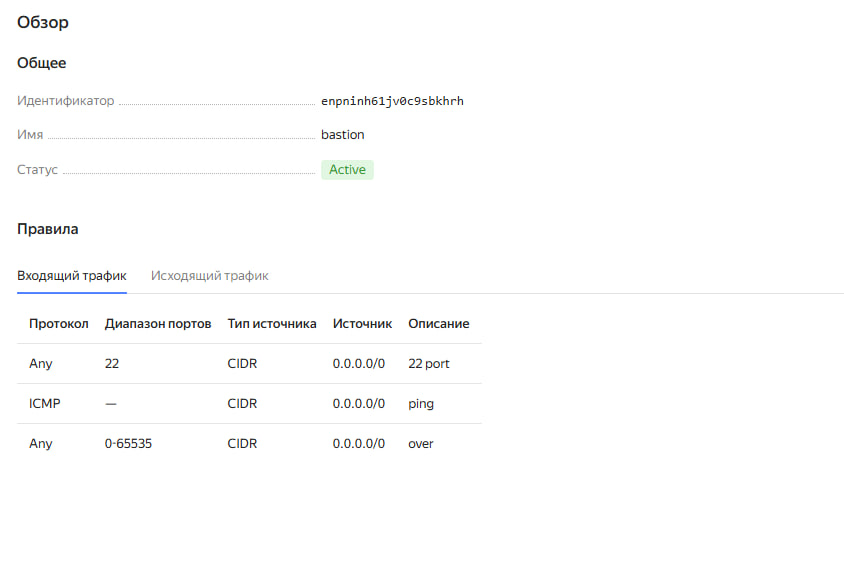 Обзор
Общее
Идентификатор enpninh61jv0c9sbkhrh
Имя bastion
Статус Active
Правила
Входящий трафик Исходящий трафик
Протокол Диапазон портов Тип источника Источник Описание
Any 22 CIDR 0.0.0.0/0 22 port
ICMP — CIDR 0.0.0.0/0 ping
Any 0-65535 CIDR 0.0.0.0/0 over